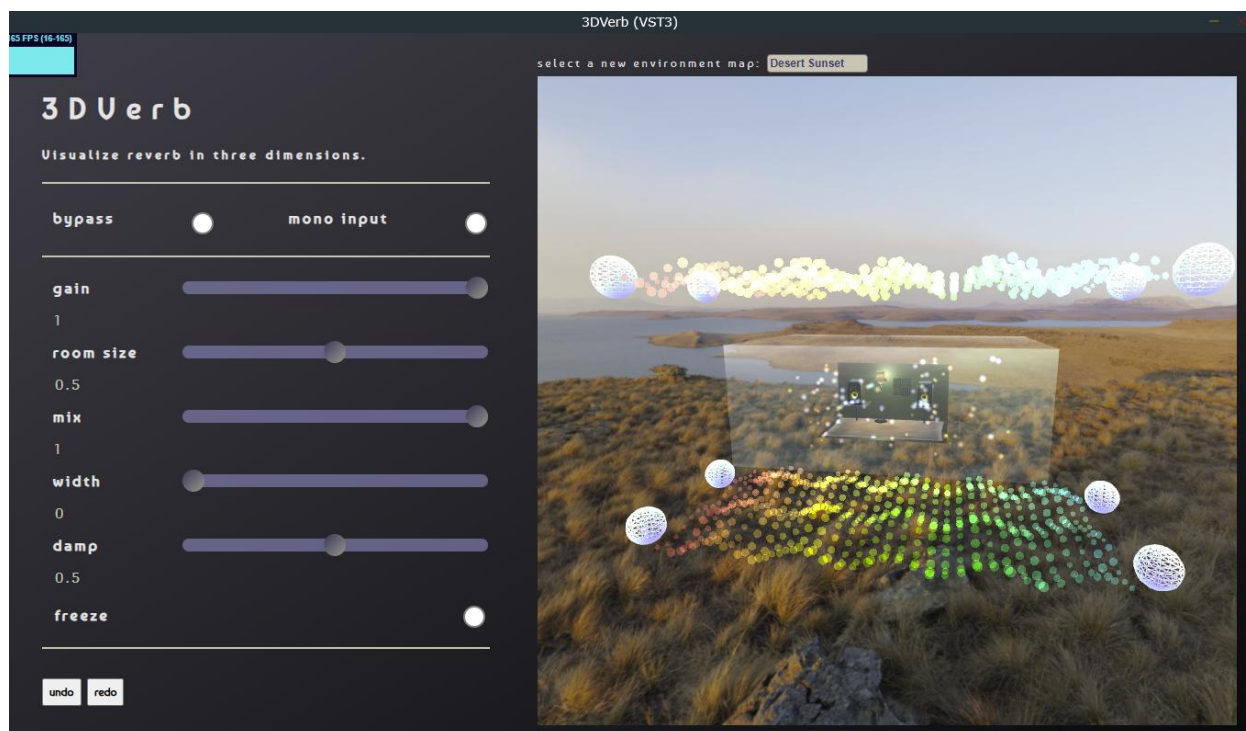 3DVerb (VST3)
165 FPS (16-165)
select a new environment map: Desert Sunset
3DVerb
Visualize reverb in three dimensions.
bypass mono input
gain
1
room size
0.5
mix
1
width
0
damp
0.5
freeze
undo redo